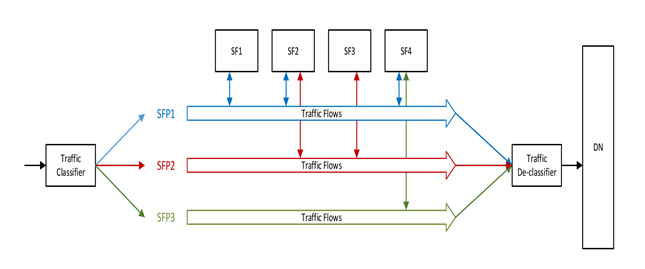 SF1
SF2
SF3
SF4
SFP1
Traffic Flows
Traffic
Classifier
SFP2
Traffic Flows
Traffic
De-classifier
DN
SFP3
Traffic Flows